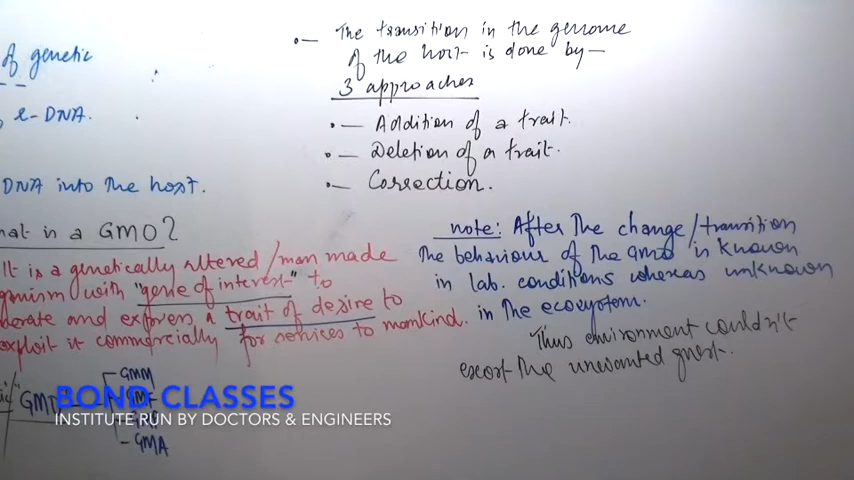 of genetic
r-DNA.
DNA into the host.
• — The transition in the genome
of the host is done by —
3 approaches
• — Addition of a trait.
• — Deletion of a trait.
• — Correction.
hat is a GMO?
It is a genetically altered / man made
ganism with "gene of interest" to
erate and express a trait of desire to
exploit it commercially for services to mankind.
note: After the change/transition
the behaviour of the GMO is known
in lab. conditions whereas unknown
in the ecosystem.
Thus environment couldn't
escort the unwanted guest.
GMM
GMA
BOND CLASSES
INSTITUTE RUN BY DOCTORS & ENGINEERS